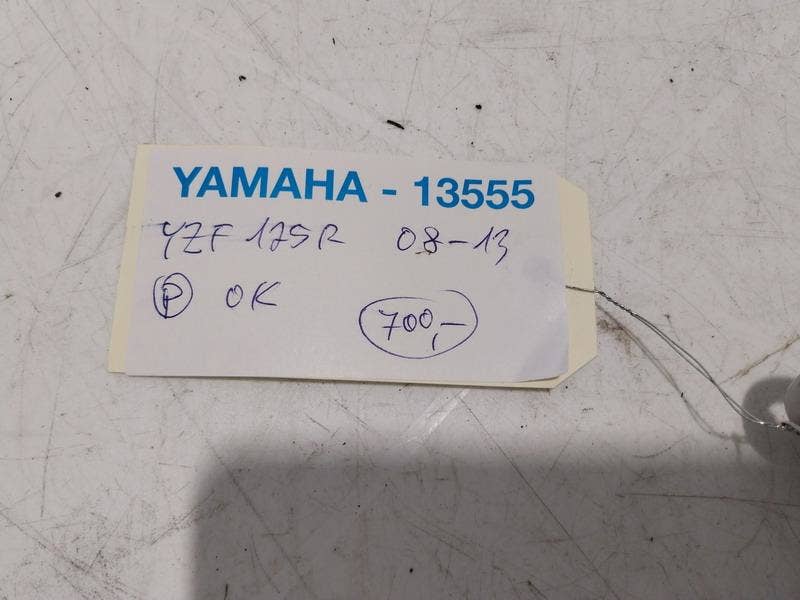 YAMAHA - 13555
YZF 125R 08-13
P OK
700,-